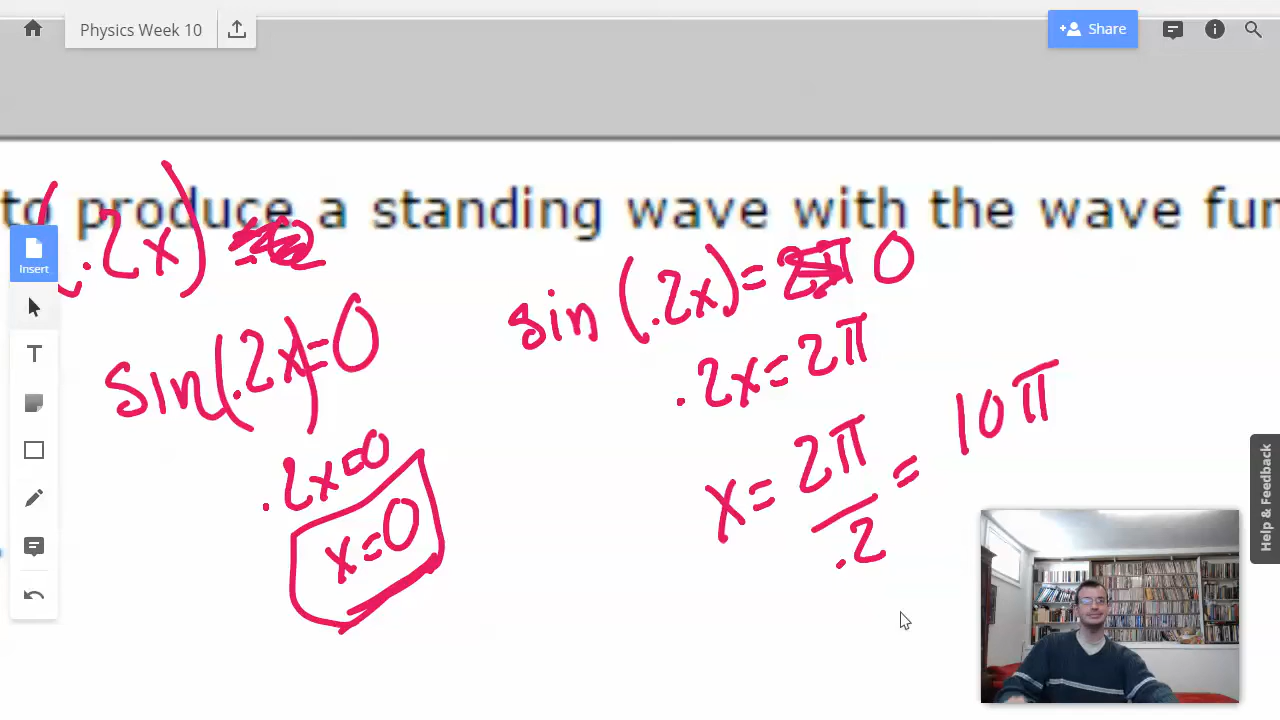 Physics Week 10
Share
to produce a standing wave with the wave fun
Insert
(.2x)
sin(.2x)=0
.2x=0
x=0
sin(.2x)= 2π 0
.2x=2π
x=2π/.2=10π
Help & Feedback